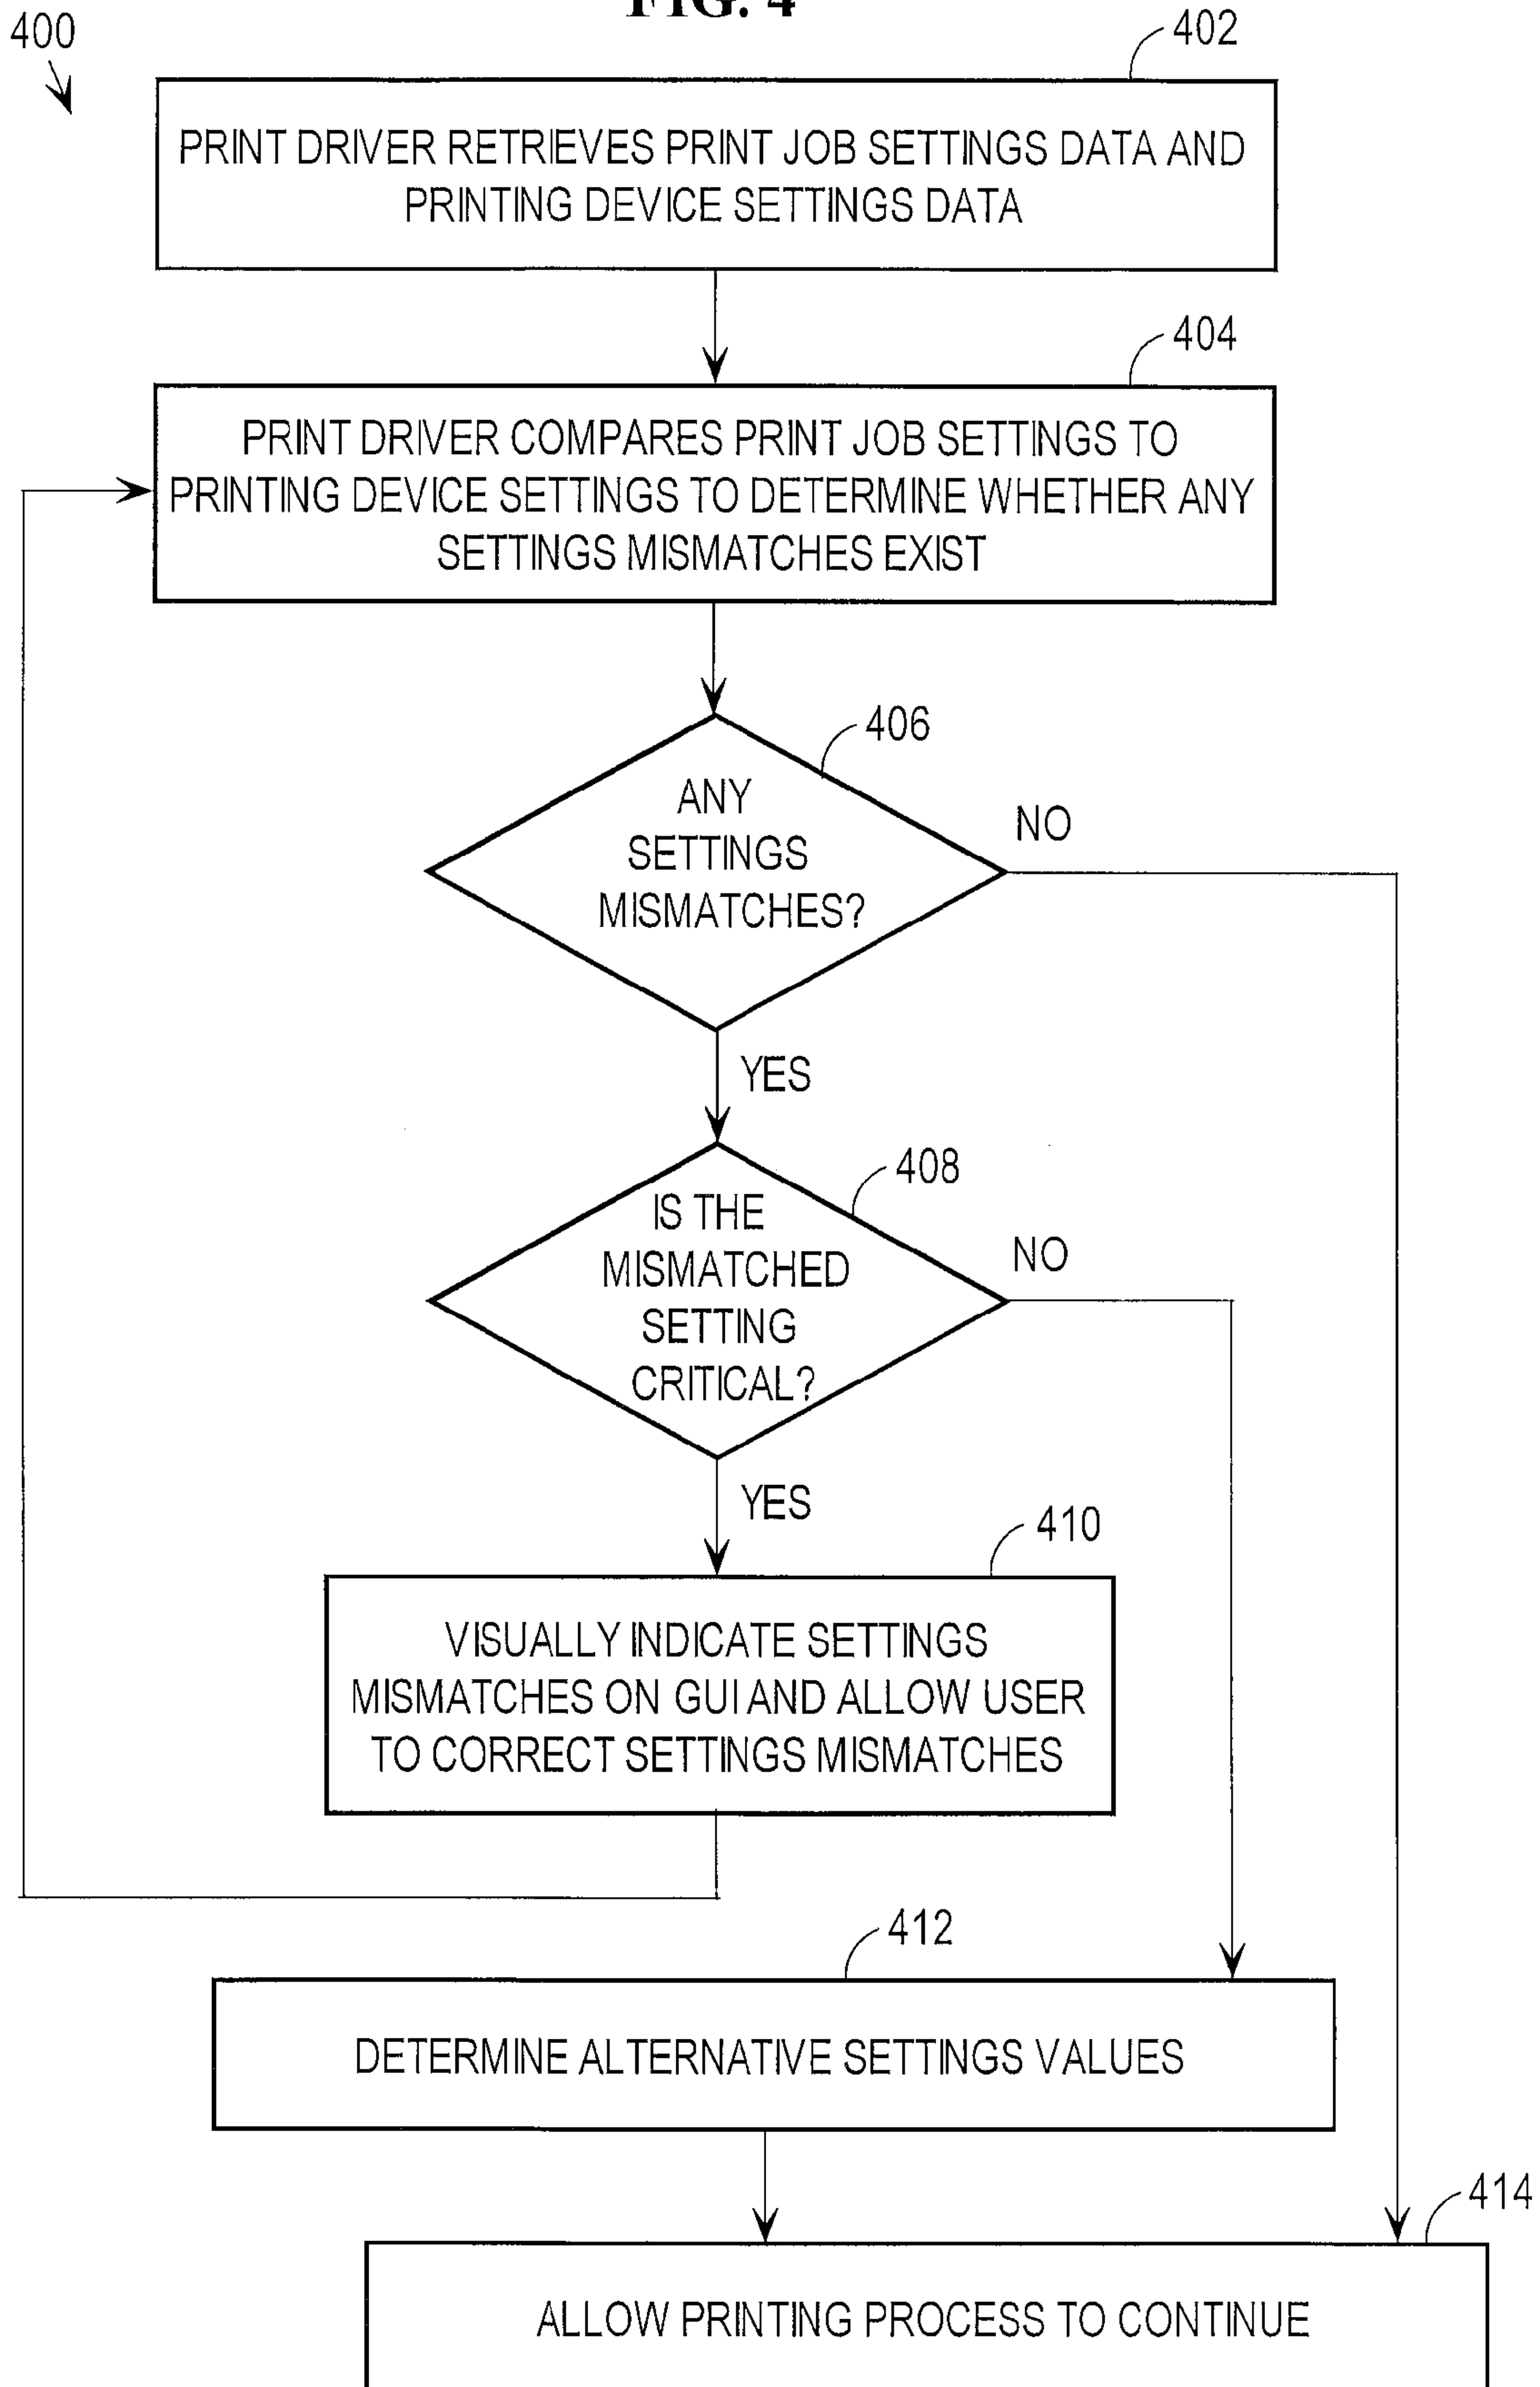 FIG. 4
400
402
PRINT DRIVER RETRIEVES PRINT JOB SETTINGS DATA AND
PRINTING DEVICE SETTINGS DATA
404
PRINT DRIVER COMPARES PRINT JOB SETTINGS TO
PRINTING DEVICE SETTINGS TO DETERMINE WHETHER ANY
SETTINGS MISMATCHES EXIST
406
ANY
SETTINGS
MISMATCHES?
NO
YES
408
IS THE
MISMATCHED
SETTING
CRITICAL?
NO
YES
410
VISUALLY INDICATE SETTINGS
MISMATCHES ON GUI AND ALLOW USER
TO CORRECT SETTINGS MISMATCHES
412
DETERMINE ALTERNATIVE SETTINGS VALUES
414
ALLOW PRINTING PROCESS TO CONTINUE